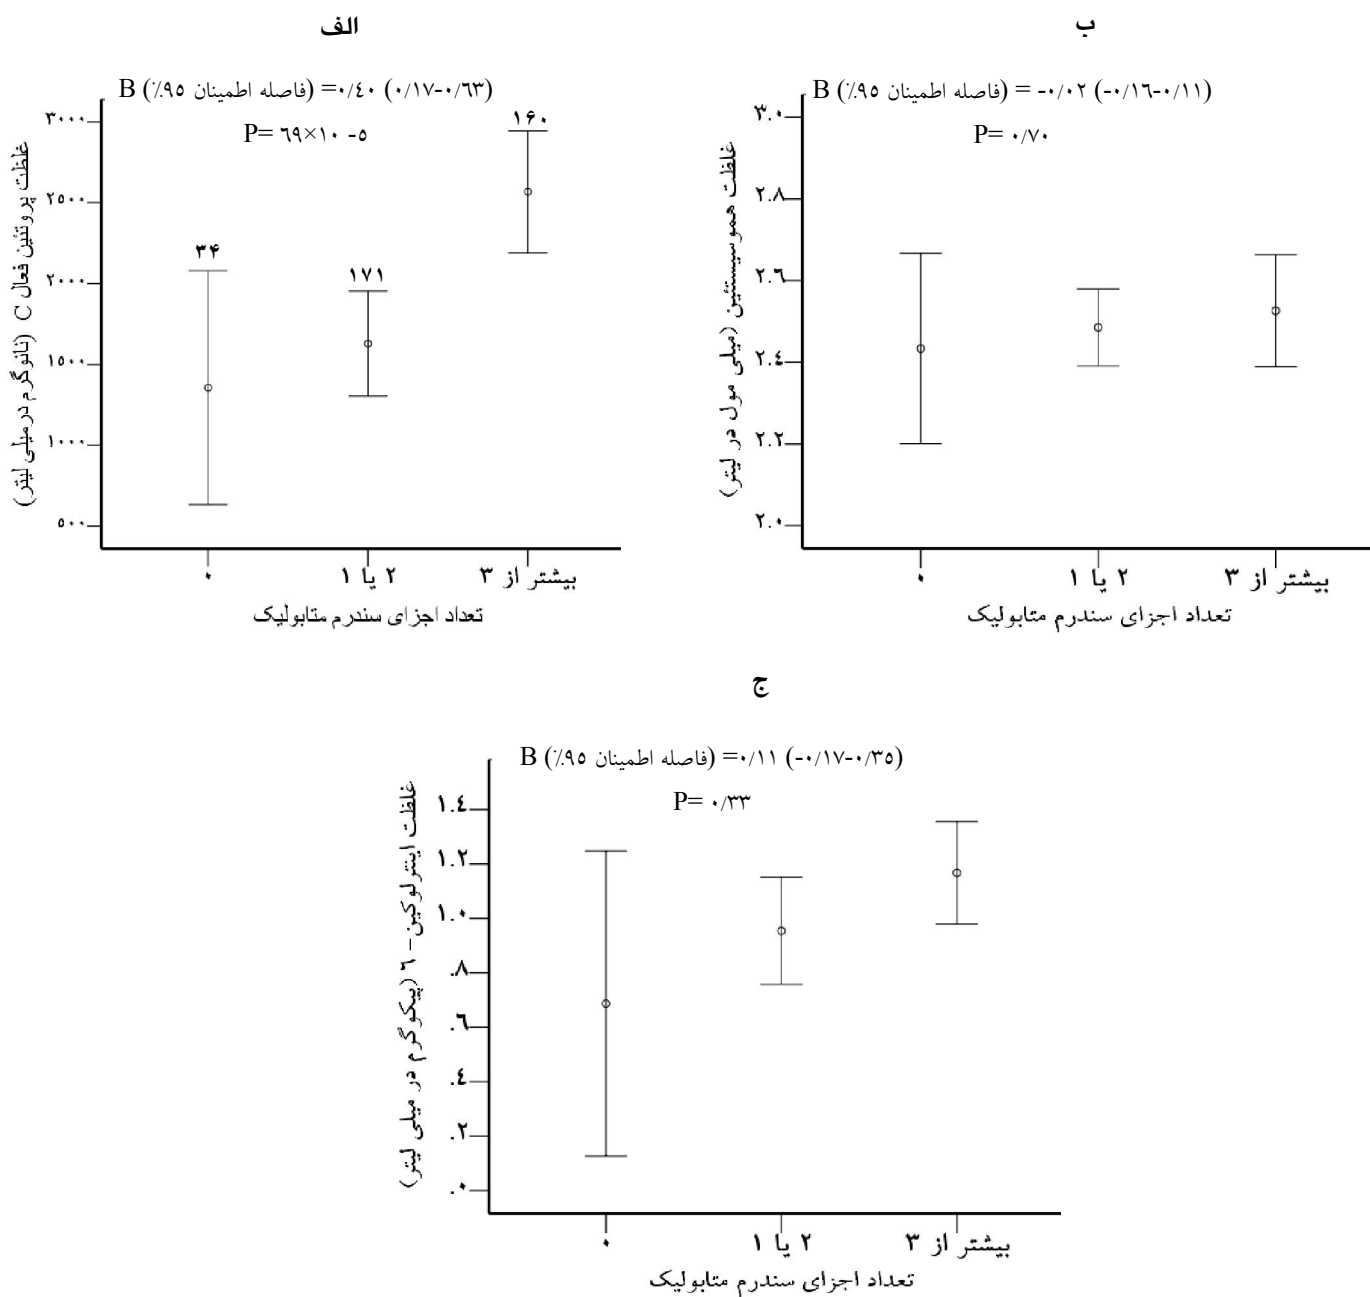 الف
B (فاصله اطمینان ۹۵٪) =۰/۴۰ (۰/۱۷-۰/۶۳)
P= ۶۹×۱۰ -۵
غلظت پروتئین فعال C (نانوگرم درمیلی لیتر)
۳۰۰۰
۲۵۰۰
۲۰۰۰
۱۵۰۰
۱۰۰۰
۵۰۰
۳۴
۱۷۱
۱۶۰
۰
۱ یا ۲
بیشتر از ۳
تعداد اجزای سندرم متابولیک
ب
B (فاصله اطمینان ۹۵٪) = -۰/۰۲ (-۰/۱۶-۰/۱۱)
P= ۰/۷۰
غلظت هموسیستئین (میلی مول در لیتر)
۳.۰
۲.۸
۲.۶
۲.۴
۲.۲
۲.۰
۰
۱ یا ۲
بیشتر از ۳
تعداد اجزای سندرم متابولیک
ج
B (فاصله اطمینان ۹۵٪) =۰/۱۱ (-۰/۱۷-۰/۳۵)
P= ۰/۳۳
غلظت اینترلوکین- ۶ (پیکوگرم در میلی لیتر)
۱.۴
۱.۲
۱.۰
.۸
.۶
.۴
.۲
.۰
۰
۱ یا ۲
بیشتر از ۳
تعداد اجزای سندرم متابولیک